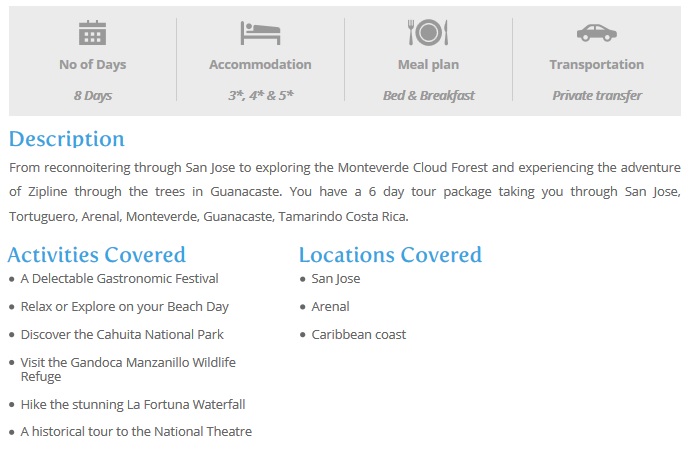 No of Days
Accommodation
Meal plan
Transportation
8 Days
3*, 4* & 5*
Bed & Breakfast
Private transfer
Description
From reconnoitering through San Jose to exploring the Monteverde Cloud Forest and experiencing the adventure
of Zipline through the trees in Guanacaste. You have a 6 day tour package taking you through San Jose,
Tortuguero, Arenal, Monteverde, Guanacaste, Tamarindo Costa Rica.
Activities Covered
• A Delectable Gastronomic Festival
• Relax or Explore on your Beach Day
• Discover the Cahuita National Park
• Visit the Gandoca Manzanillo Wildlife
Refuge
• Hike the stunning La Fortuna Waterfall
• A historical tour to the National Theatre
Locations Covered
• San Jose
• Arenal
• Caribbean coast